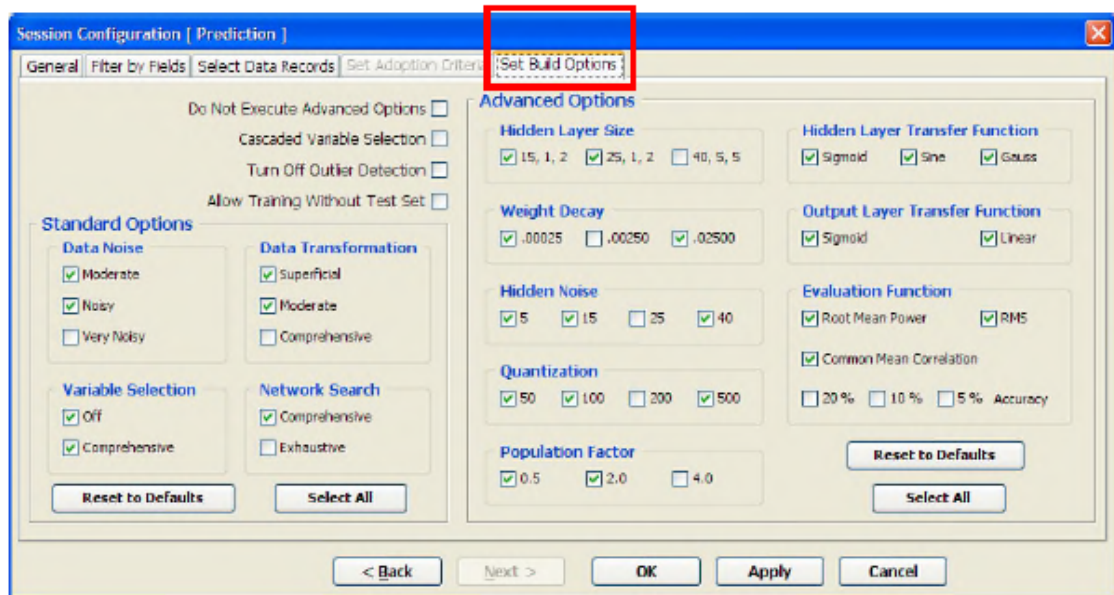 Session Configuration [ Prediction ]
General Filter by Fields Select Data Records Set Adoption Criteria Set Build Options
Do Not Execute Advanced Options
Cascaded Variable Selection
Turn Off Outlier Detection
Allow Training Without Test Set
Standard Options
Data Noise
Moderate
Noisy
Very Noisy
Data Transformation
Superficial
Moderate
Comprehensive
Variable Selection
Off
Comprehensive
Network Search
Comprehensive
Exhaustive
Reset to Defaults Select All
Advanced Options
Hidden Layer Size
15, 1, 2 25, 1, 2 40, 5, 5
Weight Decay
.00025 .00250 .02500
Hidden Noise
5 15 25 40
Quantization
50 100 200 500
Population Factor
0.5 2.0 4.0
Hidden Layer Transfer Function
Sigmoid Sine Gauss
Output Layer Transfer Function
Sigmoid Linear
Evaluation Function
Root Mean Power RMS
Common Mean Correlation
20 % 10 % 5 % Accuracy
Reset to Defaults
Select All
< Back Next > OK Apply Cancel